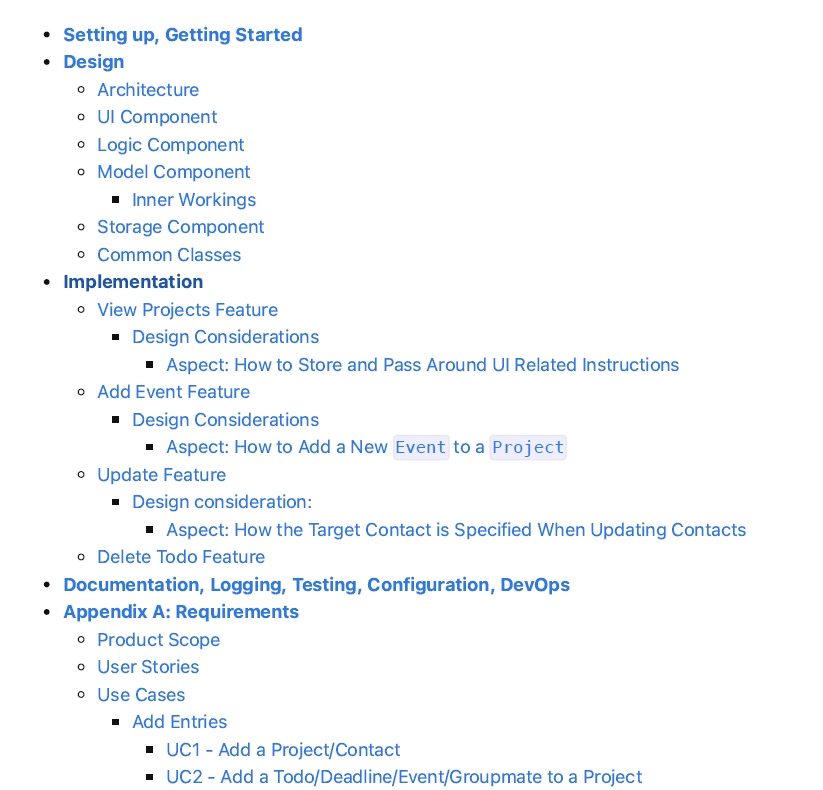 Setting up, Getting Started
Design
Architecture
UI Component
Logic Component
Model Component
Inner Workings
Storage Component
Common Classes
Implementation
View Projects Feature
Design Considerations
Aspect: How to Store and Pass Around UI Related Instructions
Add Event Feature
Design Considerations
Aspect: How to Add a New Event to a Project
Update Feature
Design consideration:
Aspect: How the Target Contact is Specified When Updating Contacts
Delete Todo Feature
Documentation, Logging, Testing, Configuration, DevOps
Appendix A: Requirements
Product Scope
User Stories
Use Cases
Add Entries
UC1 - Add a Project/Contact
UC2 - Add a Todo/Deadline/Event/Groupmate to a Project